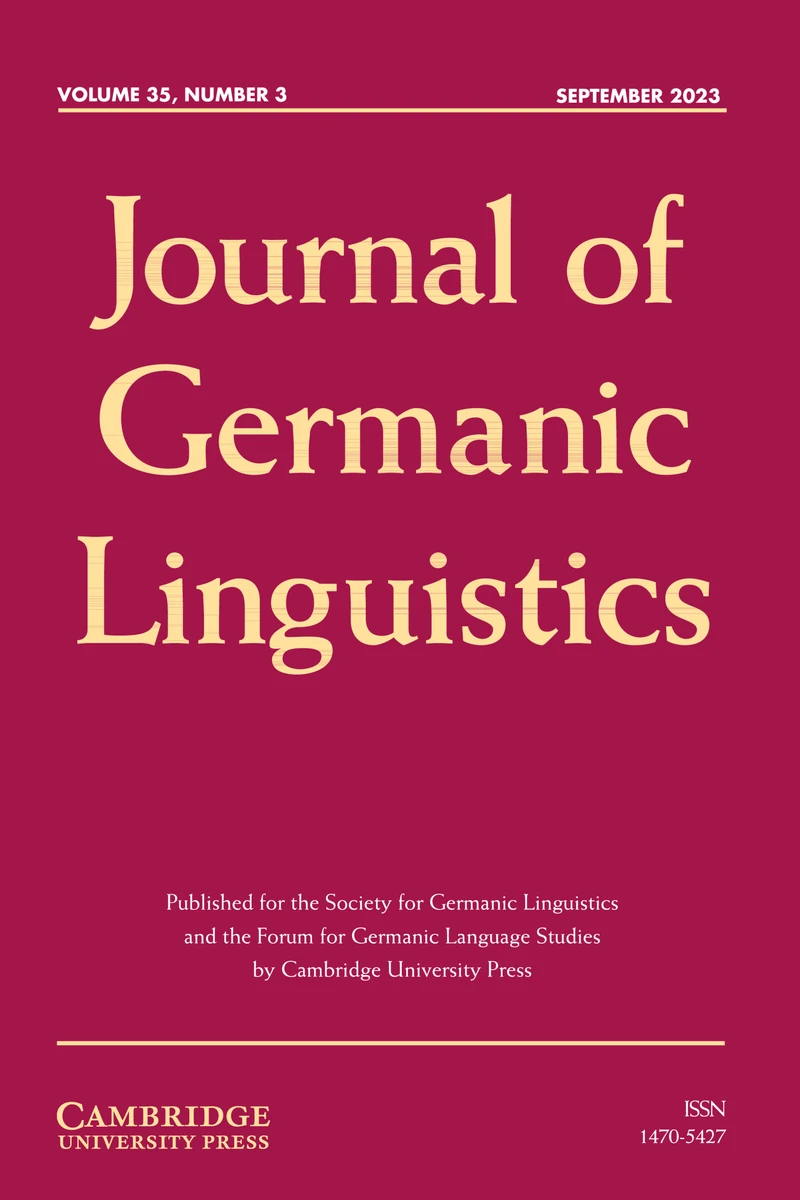 VOLUME 35, NUMBER 3
SEPTEMBER 2023
Journal of
Germanic
Linguistics
Published for the Society for Germanic Linguistics
and the Forum for Germanic Language Studies
by Cambridge University Press
CAMBRIDGE
UNIVERSITY PRESS
ISSN
1470-5427